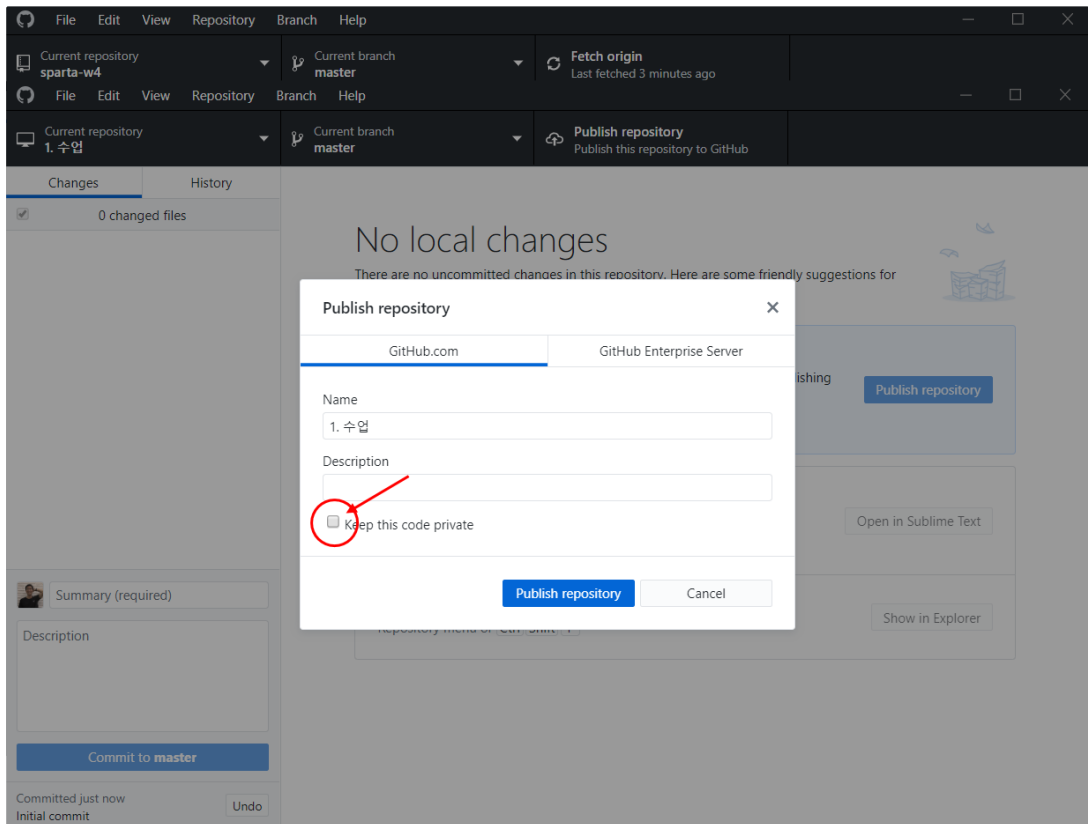 File Edit View Repository Branch Help
Current repository
sparta-w4
Current branch
master
Fetch origin
Last fetched 3 minutes ago
File Edit View Repository Branch Help
Current repository
1. 수업
Current branch
master
Publish repository
Publish this repository to GitHub
Changes History
0 changed files
No local changes
There are no uncommitted changes in this repository. Here are some friendly suggestions for
Publish repository
GitHub.com GitHub Enterprise Server
ishing
Publish repository
Name
1. 수업
Description
Keep this code private
Open in Sublime Text
Publish repository Cancel
Show in Explorer
Repository menu or Ctrl Shift F
Summary (required)
Description
Commit to master
Committed just now
Initial commit
Undo